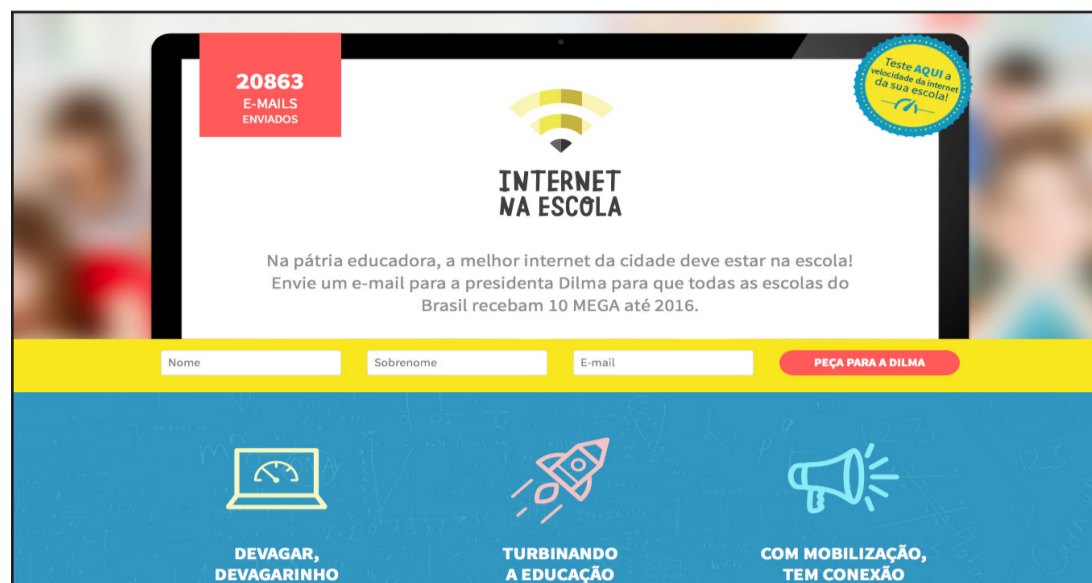 20863
E-MAILS
ENVIADOS
Teste AQUI a
velocidade da internet
da sua escola!
INTERNET
NA ESCOLA
Na pátria educadora, a melhor internet da cidade deve estar na escola!
Envie um e-mail para a presidenta Dilma para que todas as escolas do
Brasil recebam 10 MEGA até 2016.
Nome
Sobrenome
E-mail
PEÇA PARA A DILMA
DEVAGAR,
DEVAGARINHO
TURBINANDO
A EDUCAÇÃO
COM MOBILIZAÇÃO,
TEM CONEXÃO